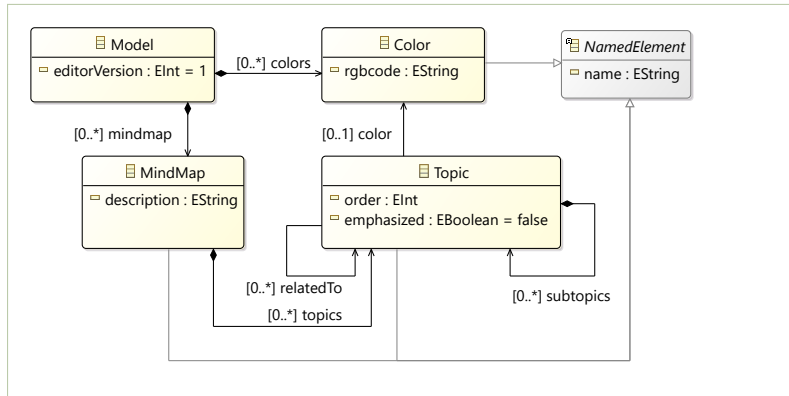 Model
editorVersion : EInt = 1
[0..*] colors
Color
rgbcode : EString
NamedElement
name : EString
[0..*] mindmap
[0..1] color
MindMap
description : EString
Topic
order : EInt
emphasized : EBoolean = false
[0..*] relatedTo
[0..*] subtopics
[0..*] topics